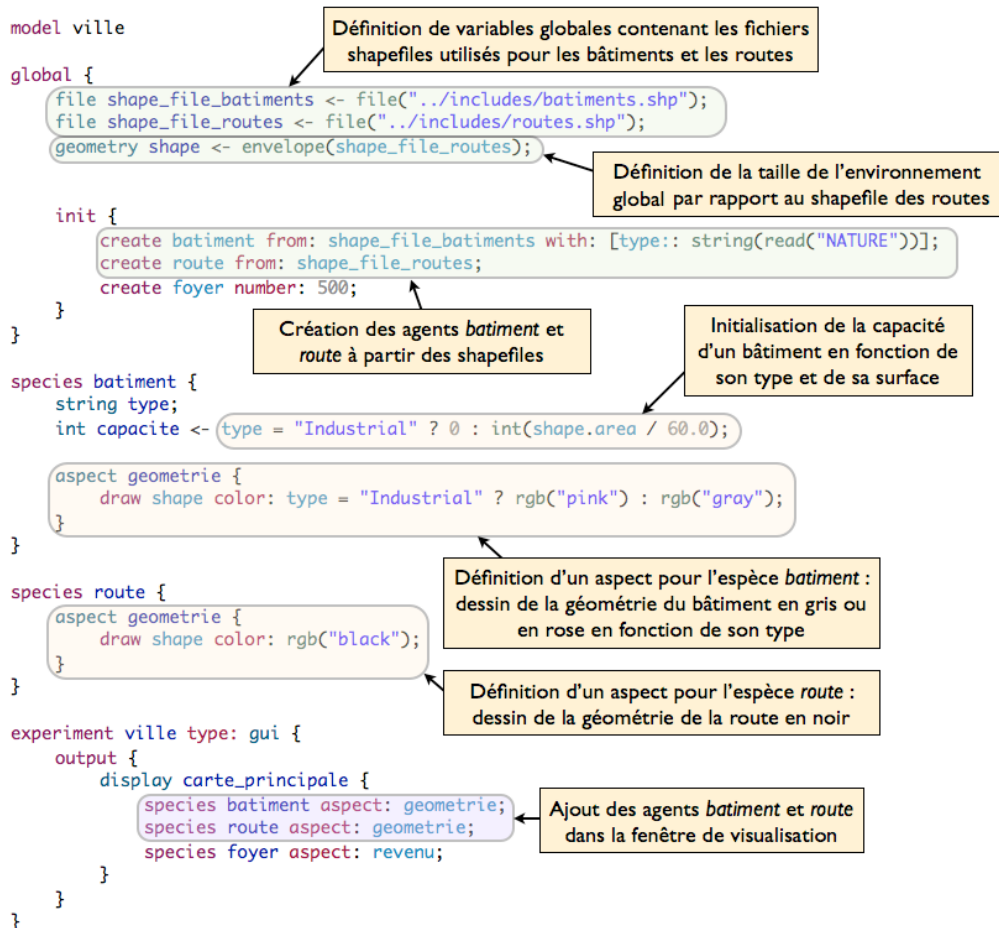 model ville
Définition de variables globales contenant les fichiers
shapefiles utilisés pour les bâtiments et les routes
global {
file shape_file_batiments <- file("../includes/batiments.shp");
file shape_file_routes <- file("../includes/routes.shp");
geometry shape <- envelope(shape_file_routes);
Définition de la taille de l'environnement
global par rapport au shapefile des routes
init {
create batiment from: shape_file_batiments with: [type:: string(read("NATURE"))];
create route from: shape_file_routes;
create foyer number: 500;
}
}
Création des agents batiment et
route à partir des shapefiles
Initialisation de la capacité
d'un bâtiment en fonction de
son type et de sa surface
species batiment {
string type;
int capacite <- type = "Industrial" ? 0 : int(shape.area / 60.0);
aspect geometrie {
draw shape color: type = "Industrial" ? rgb("pink") : rgb("gray");
}
}
Définition d'un aspect pour l'espèce batiment :
dessin de la géométrie du bâtiment en gris ou
en rose en fonction de son type
species route {
aspect geometrie {
draw shape color: rgb("black");
}
}
Définition d'un aspect pour l'espèce route :
dessin de la géométrie de la route en noir
experiment ville type: gui {
output {
display carte_principale {
species batiment aspect: geometrie;
species route aspect: geometrie;
species foyer aspect: revenu;
}
}
}
Ajout des agents batiment et route
dans la fenêtre de visualisation